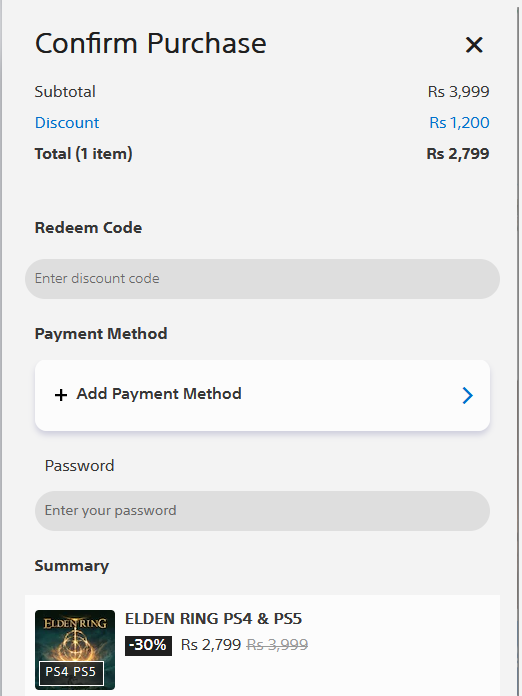 Confirm Purchase
Subtotal Rs 3,999
Discount Rs 1,200
Total (1 item) Rs 2,799
Redeem Code
Enter discount code
Payment Method
+ Add Payment Method
Password
Enter your password
Summary
ELDEN RING
PS4 PS5
ELDEN RING PS4 & PS5
-30% Rs 2,799 Rs 3,999